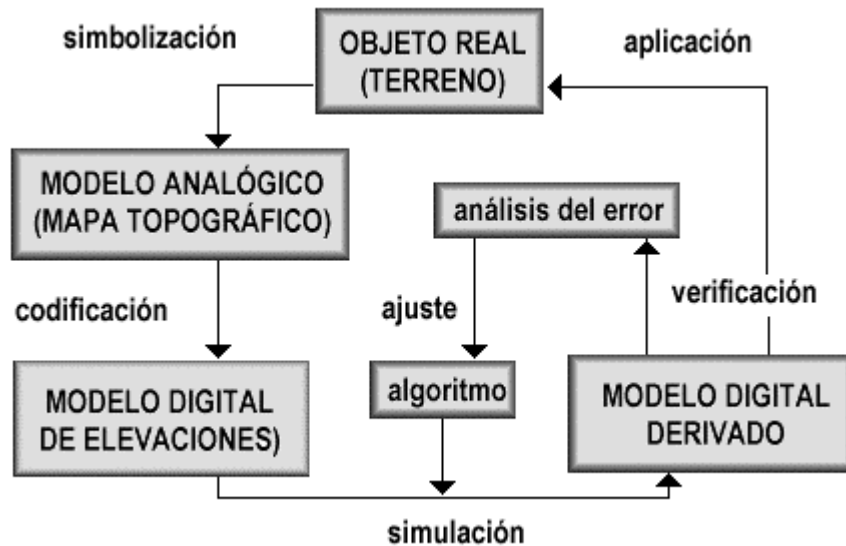 simbolización
OBJETO REAL
(TERRENO)
aplicación
MODELO ANALÓGICO
(MAPA TOPOGRÁFICO)
análisis del error
codificación
ajuste
verificación
MODELO DIGITAL
DE ELEVACIONES)
algoritmo
MODELO DIGITAL
DERIVADO
simulación